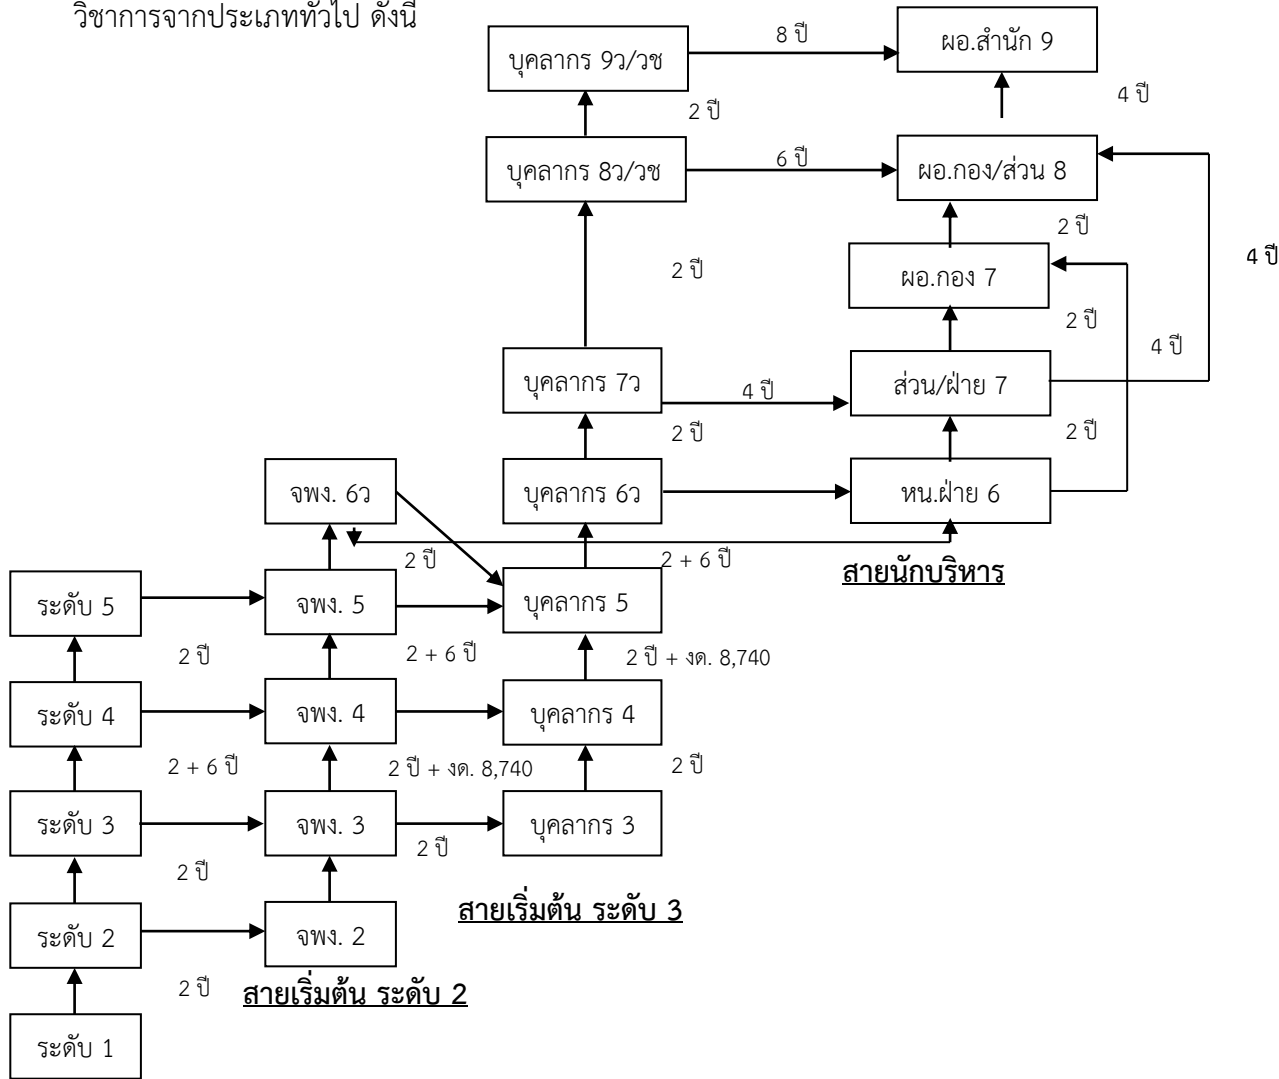 วิชาการจากประเภททั่วไป ดังนี้
บุคลากร 9ว/วช
8 ปี
ผอ.สำนัก 9
2 ปี
4 ปี
บุคลากร 8ว/วช
6 ปี
ผอ.กอง/ส่วน 8
2 ปี
4 ปี
2 ปี
ผอ.กอง 7
2 ปี
4 ปี
บุคลากร 7ว
4 ปี
ส่วน/ฝ่าย 7
2 ปี
2 ปี
จพง. 6ว
บุคลากร 6ว
หน.ฝ่าย 6
2 ปี
2 + 6 ปี
สายนักบริหาร
ระดับ 5
จพง. 5
บุคลากร 5
2 ปี
2 + 6 ปี
2 ปี + งด. 8,740
ระดับ 4
จพง. 4
บุคลากร 4
2 + 6 ปี
2 ปี + งด. 8,740
2 ปี
ระดับ 3
จพง. 3
บุคลากร 3
2 ปี
2 ปี
สายเริ่มต้น ระดับ 3
ระดับ 2
จพง. 2
2 ปี
สายเริ่มต้น ระดับ 2
ระดับ 1